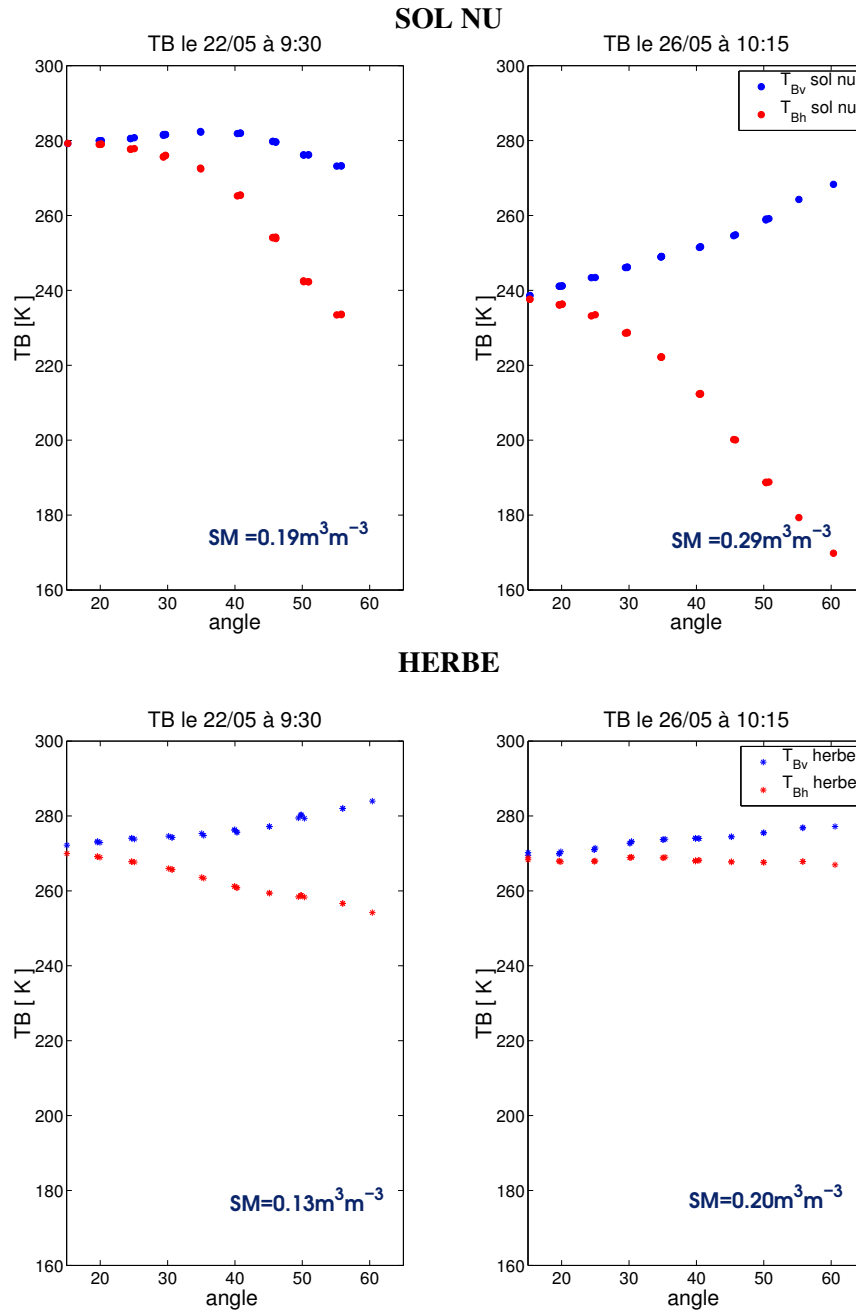 SOL NU
TB le 22/05 à 9:30
TB [K]
300
280
260
240
220
200
180
160
20
30
40
50
60
angle
SM =0.19m³m⁻³
TB le 26/05 à 10:15
TB [K]
300
280
260
240
220
200
180
160
20
30
40
50
60
angle
T_Bv sol nu
T_Bh sol nu
SM =0.29m³m⁻³
HERBE
TB le 22/05 à 9:30
TB [ K ]
300
280
260
240
220
200
180
160
20
30
40
50
60
angle
SM=0.13m³m⁻³
TB le 26/05 à 10:15
TB [ K ]
300
280
260
240
220
200
180
160
20
30
40
50
60
angle
T_Bv herbe
T_Bh herbe
SM=0.20m³m⁻³